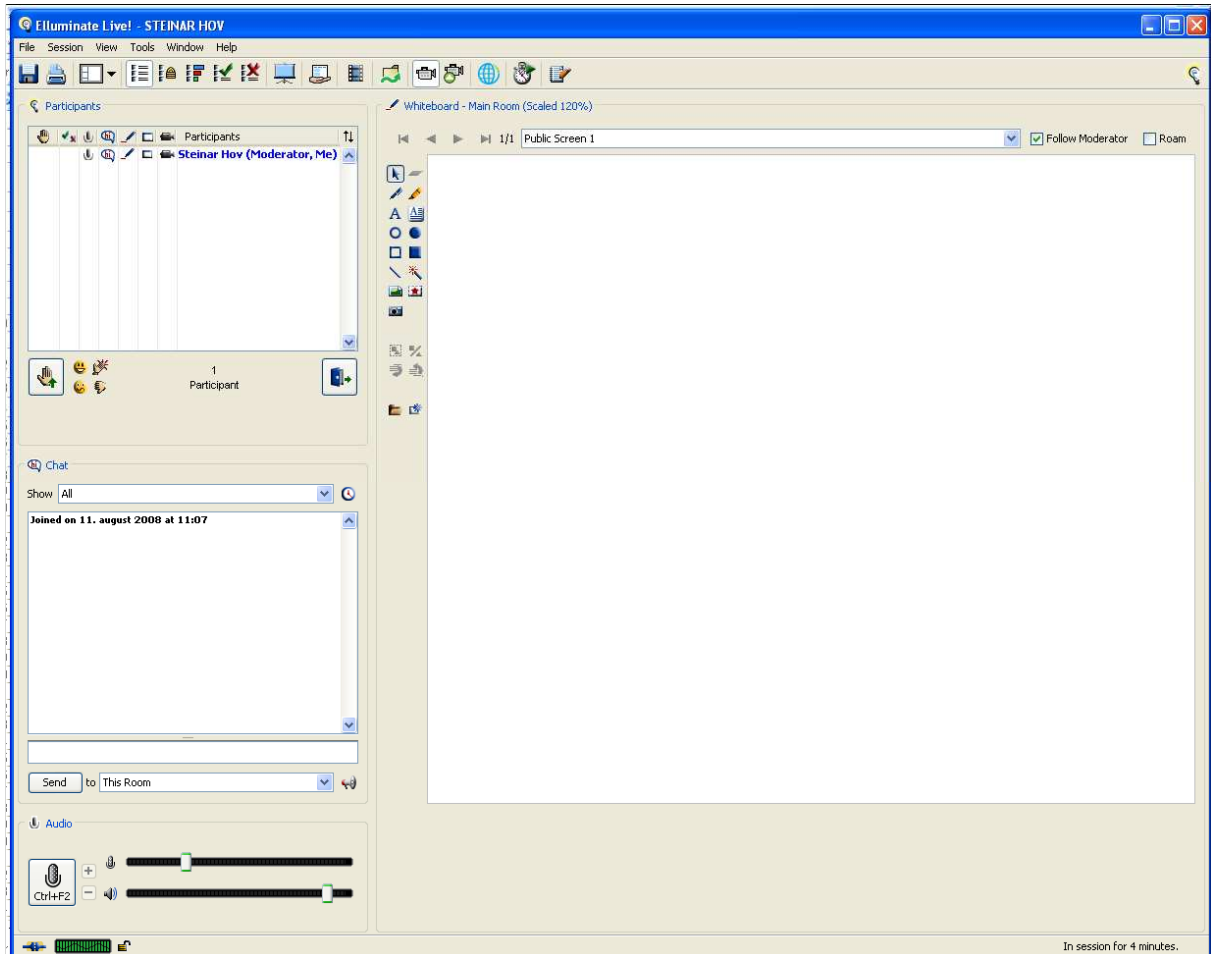 Elluminate Live! - STEINAR HOV
File Session View Tools Window Help
Participants
Participants
Steinar Hov (Moderator, Me)
1
Participant
Chat
Show All
Joined on 11. august 2008 at 11:07
Send to This Room
Audio
Ctrl+F2
Whiteboard - Main Room (Scaled 120%)
1/1 Public Screen 1 Follow Moderator Roam
A A
In session for 4 minutes.